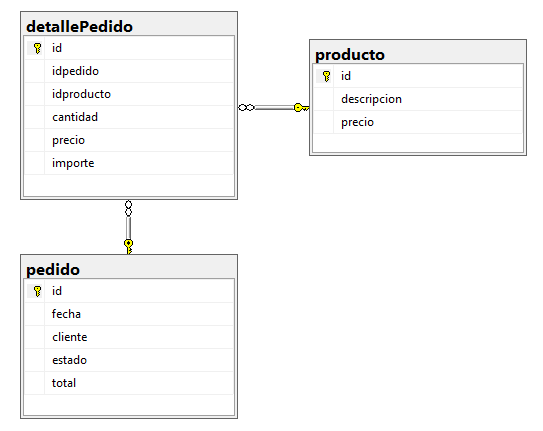 detallePedido
id
idpedido
idproducto
cantidad
precio
importe
producto
id
descripcion
precio
pedido
id
fecha
cliente
estado
total